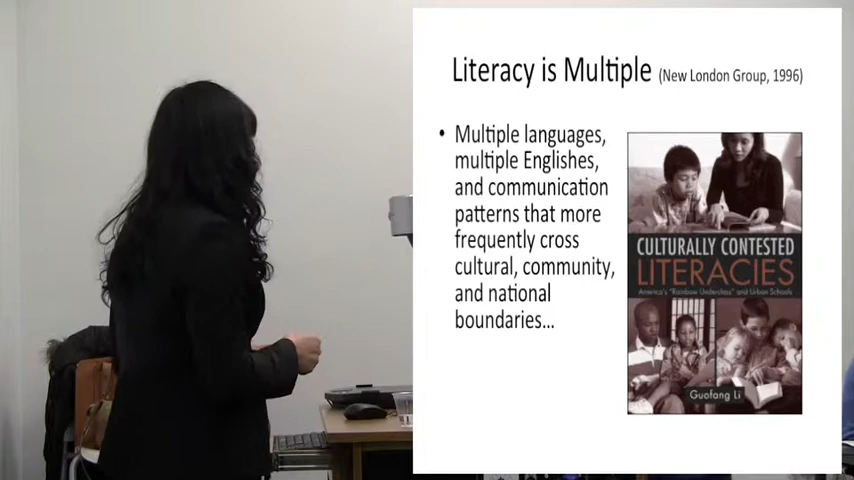 Literacy is Multiple (New London Group, 1996)
• Multiple languages,
multiple Englishes,
and communication
patterns that more
frequently cross
cultural, community,
and national
boundaries...
CULTURALLY CONTESTED
LITERACIES
America's "Rainbow Underclass" and Urban Schools
Guofang Li